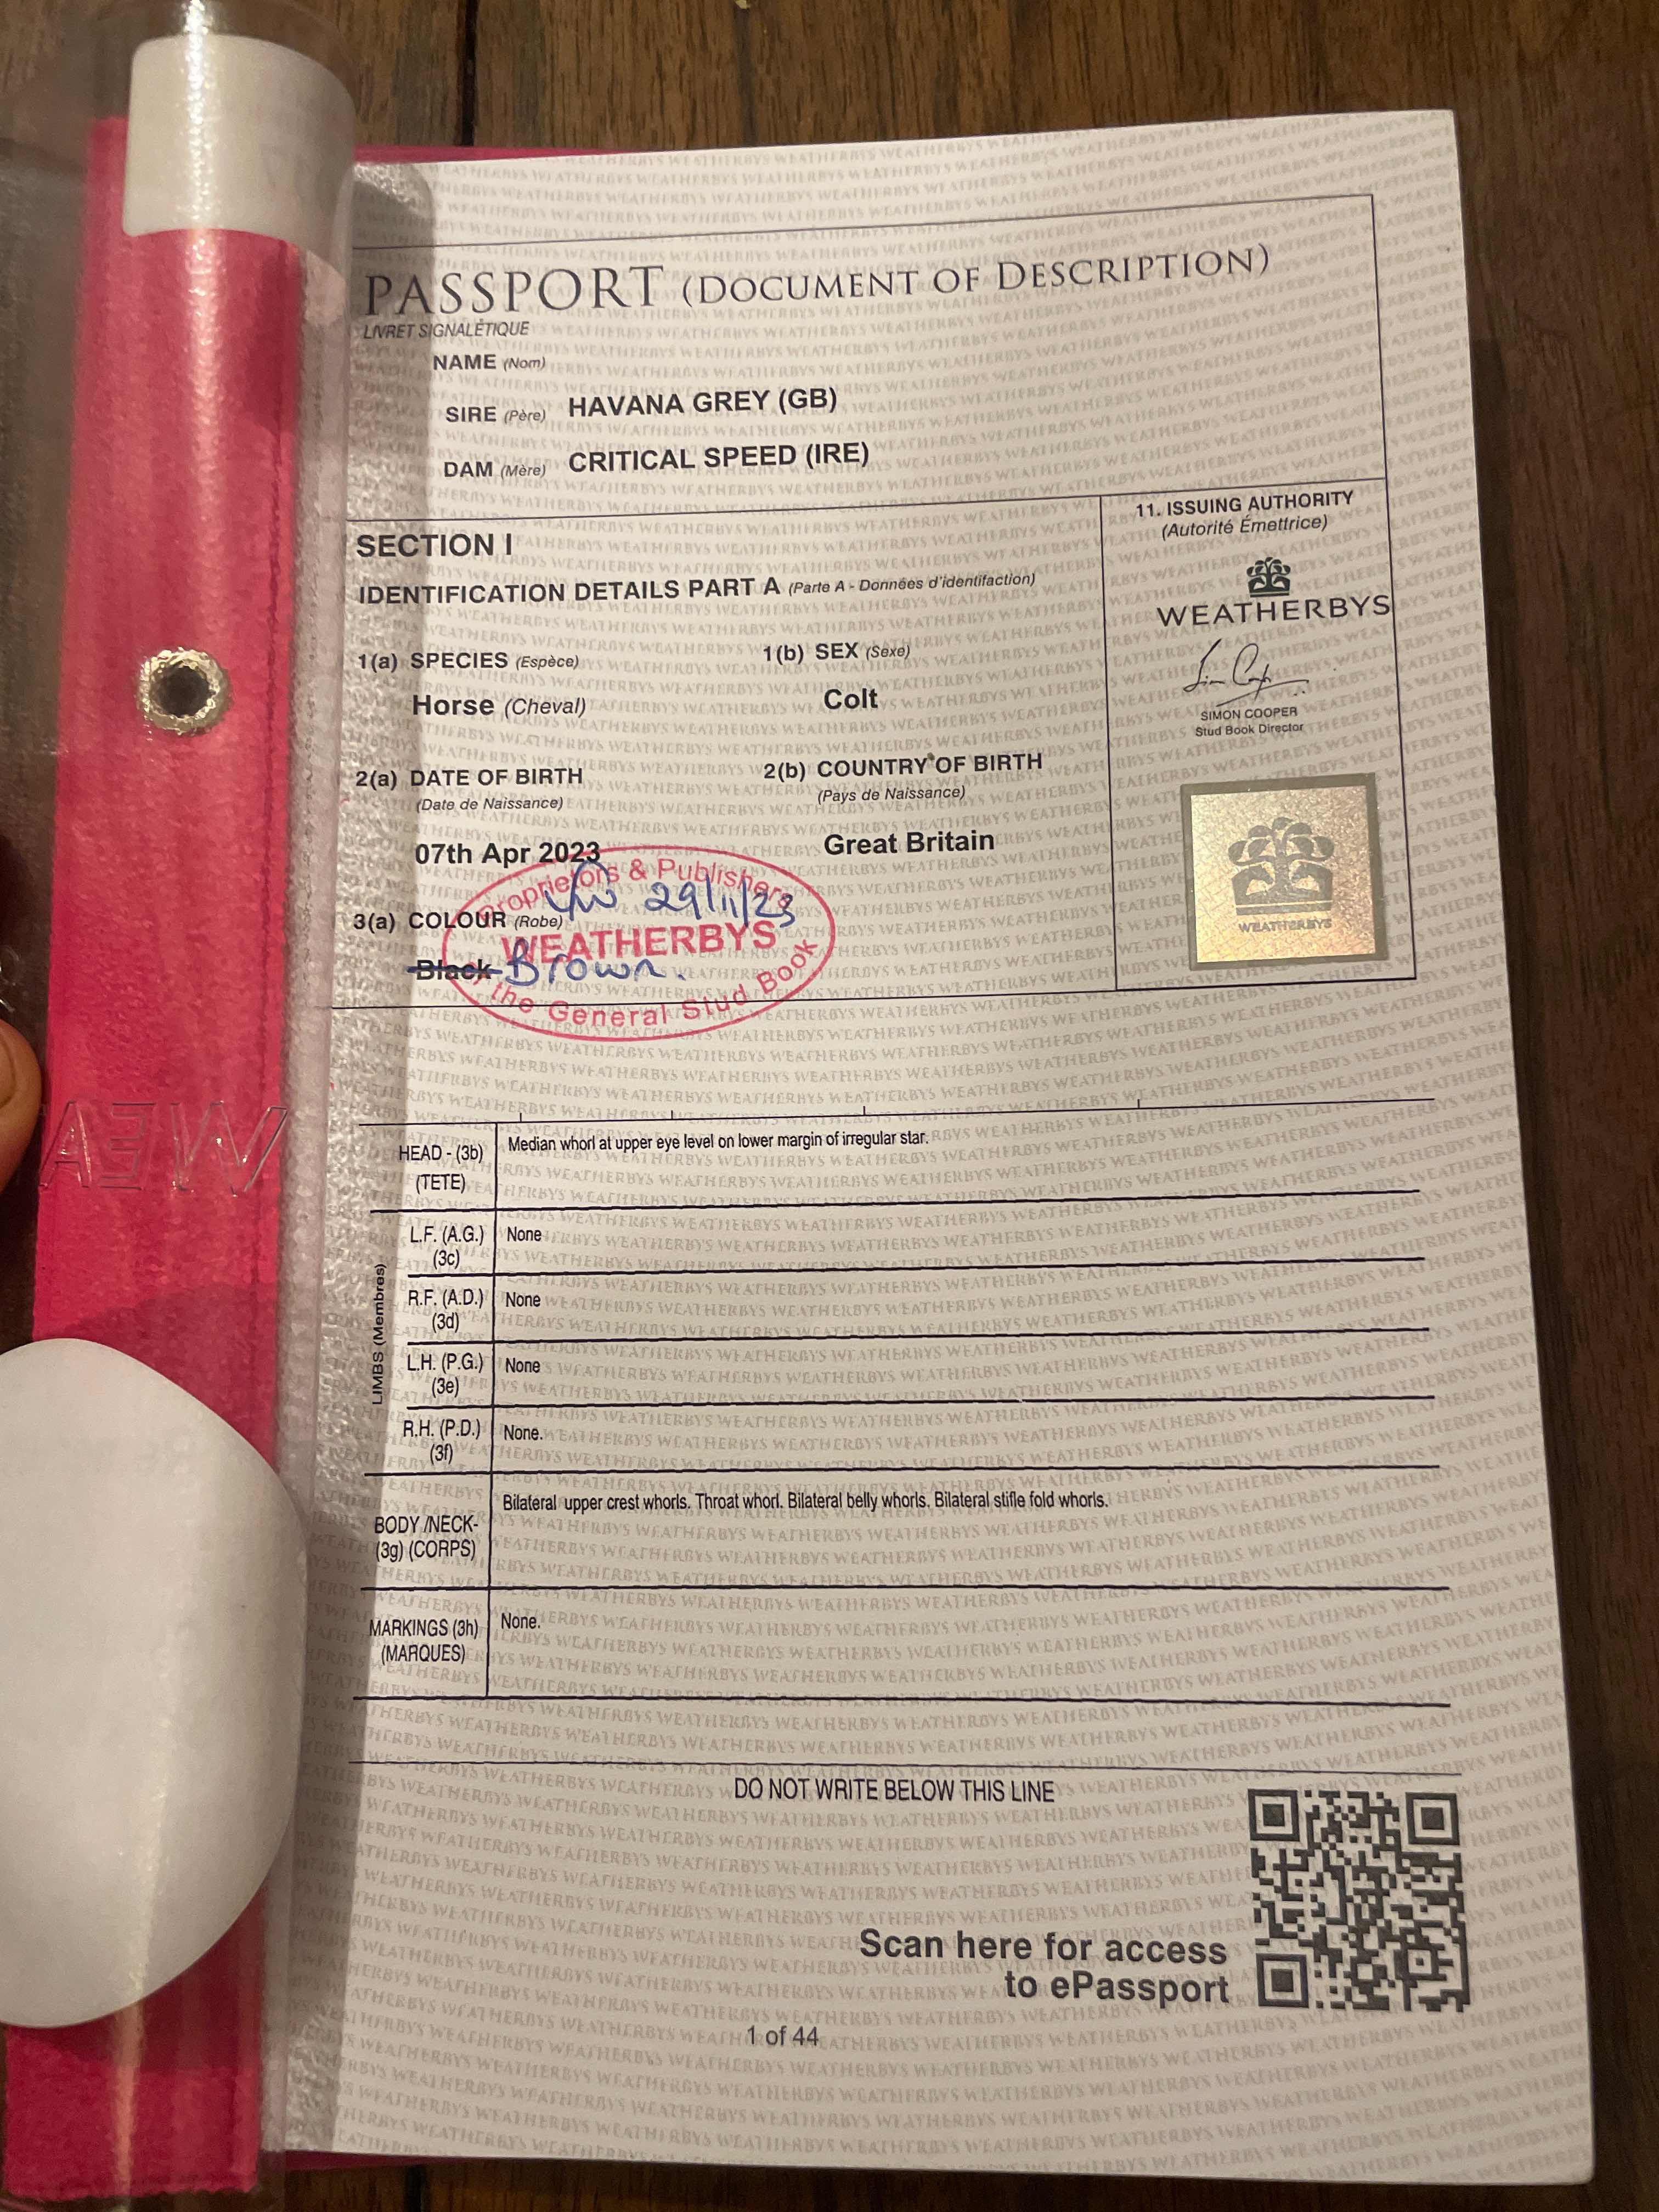 PASSPORT (DOCUMENT OF DESCRIPTION)
LIVRET SIGNALÉTIQUE
NAME (Nom)
SIRE (Père) HAVANA GREY (GB)
DAM (Mère) CRITICAL SPEED (IRE)
SECTION I
IDENTIFICATION DETAILS PART A (Parte A - Données d'identifaction)
1(a) SPECIES (Espèce)
Horse (Cheval)
1(b) SEX (Sexe)
Colt
2(a) DATE OF BIRTH
(Date de Naissance)
07th Apr 2023
2(b) COUNTRY OF BIRTH
(Pays de Naissance)
Great Britain
3(a) COLOUR (Robe)
Black Brown.
Proprietors & Publishers
29/11/23
WEATHERBYS
of the General Stud Book
11. ISSUING AUTHORITY
(Autorité Émettrice)
WEATHERBYS
SIMON COOPER
Stud Book Director
WEATHERBYS
HEAD - (3b)
(TETE)
Median whorl at upper eye level on lower margin of irregular star.
LIMBS (Membres)
L.F. (A.G.)
(3c)
None
R.F. (A.D.)
(3d)
None
L.H. (P.G.)
(3e)
None
R.H. (P.D.)
(3f)
None.
BODY /NECK-
(3g) (CORPS)
Bilateral upper crest whorls. Throat whorl. Bilateral belly whorls. Bilateral stifle fold whorls.
MARKINGS (3h)
(MARQUES)
None.
DO NOT WRITE BELOW THIS LINE
Scan here for access
to ePassport
1 of 44